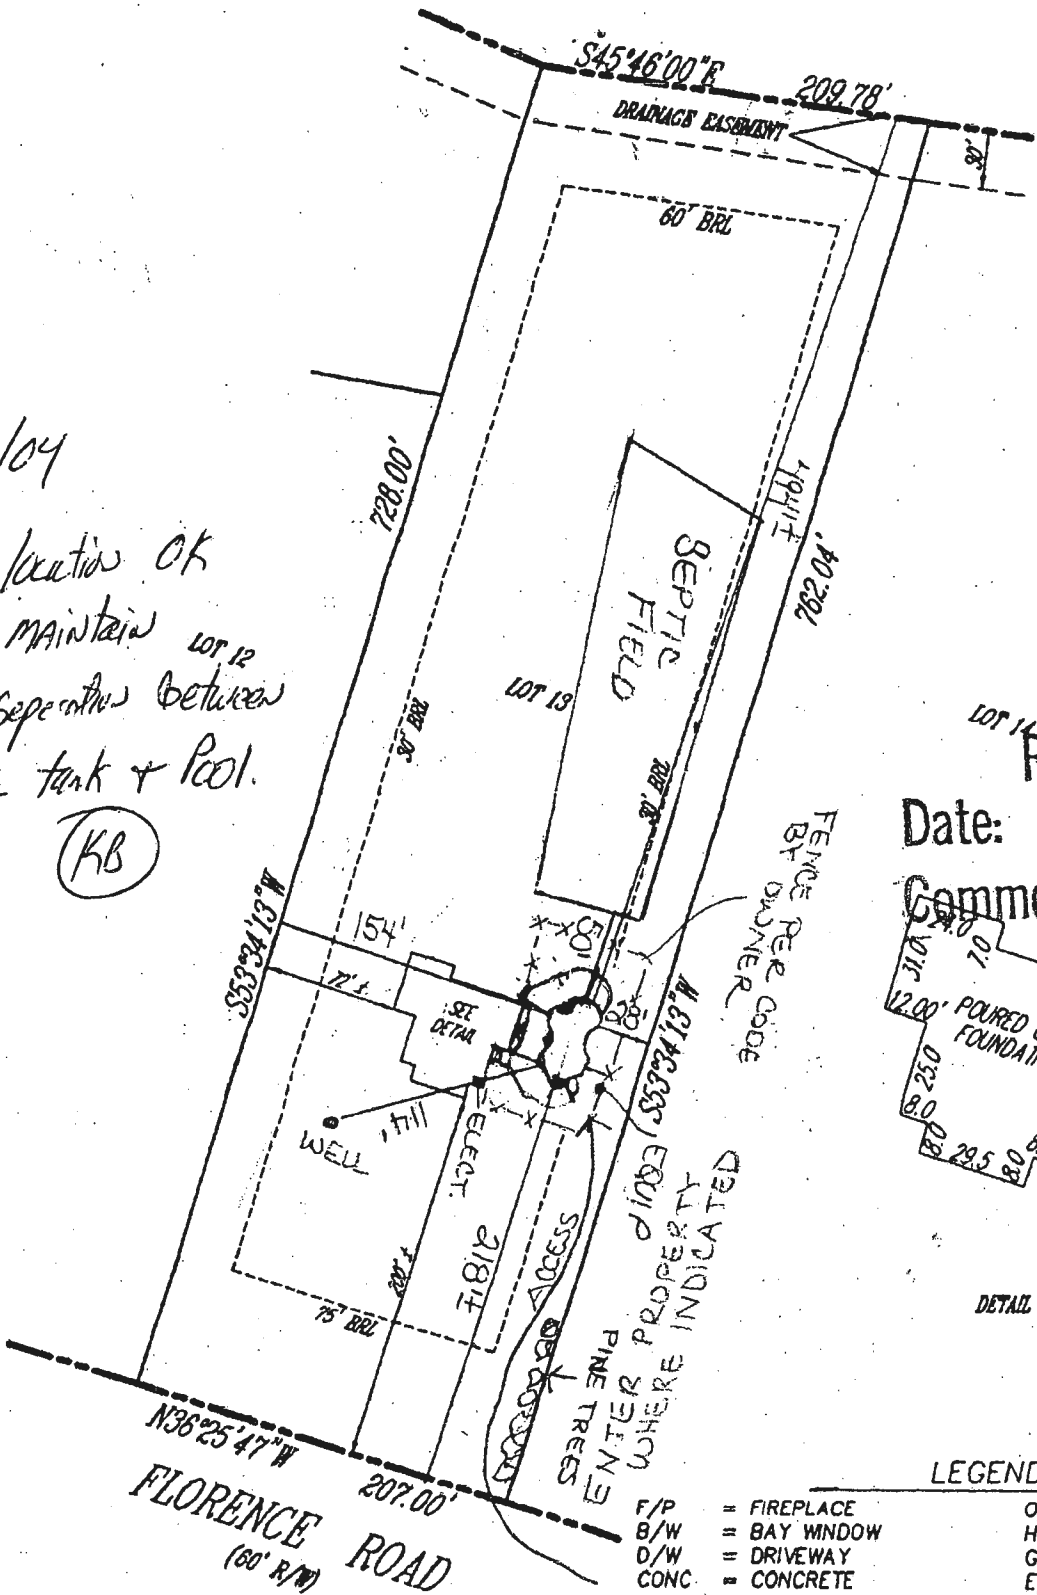 S45°46'00"E
209.78'
DRAINAGE EASEMENT
30'
60' BRL
728.00'
/04
location OK
MAINTAIN
LOT 12
between
tank + Pool.
KB
30' BRL
LOT 13
SEPTIC
FIELD
762.04'
30' BRL
LOT 14
Date:
FENCE PER CODE
BY OWNER
S53°34'13"W
154'
72'±
SEE
DETAIL
50'
S53°34'13"W
31.0
24.0
7.0
12.00'
POURED
25.0
8.0
8.0
29.5
8.0
WELL
114'
ELECT.
EQUIP
200'±
218'±
75' BRL
ACCESS
PINE TREES
ENTER PROPERTY
WHERE INDICATED
DETAIL
N36°25'47"W
207.00'
FLORENCE ROAD
(60' R/W)
LEGEND
F/P = FIREPLACE
B/W = BAY WINDOW
D/W = DRIVEWAY
CONC = CONCRETE